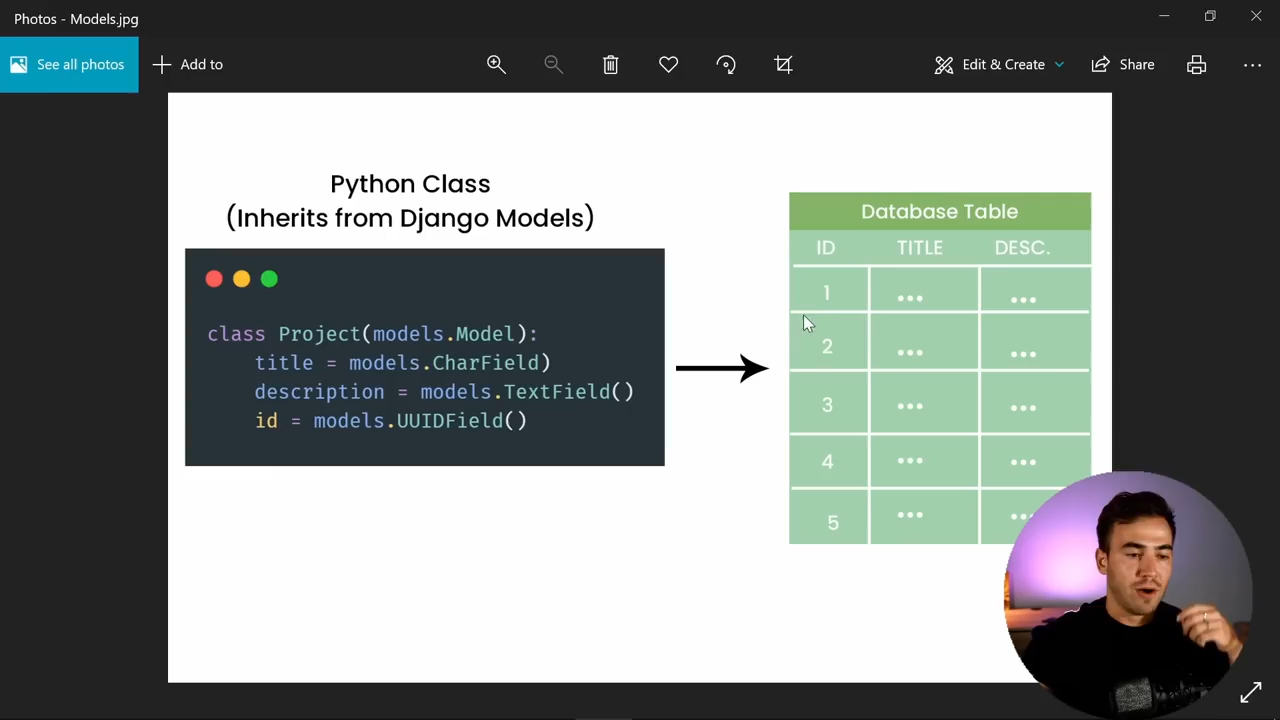 Photos - Models.jpg
See all photos
Add to
Edit & Create
Share
Python Class
(Inherits from Django Models)
class Project(models.Model):
    title = models.CharField)
    description = models.TextField()
    id = models.UUIDField()
Database Table
ID TITLE DESC.
1 ... ...
2 ... ...
3 ... ...
4 ... ...
5 ... ...